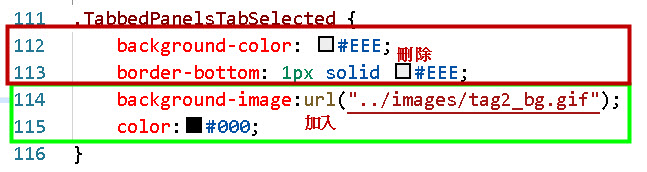 111 .TabbedPanelsTabSelected {
112 background-color: #EEE;
刪除
113 border-bottom: 1px solid #EEE;
114 background-image:url("../images/tag2_bg.gif");
115 color: #000;
加入
116 }